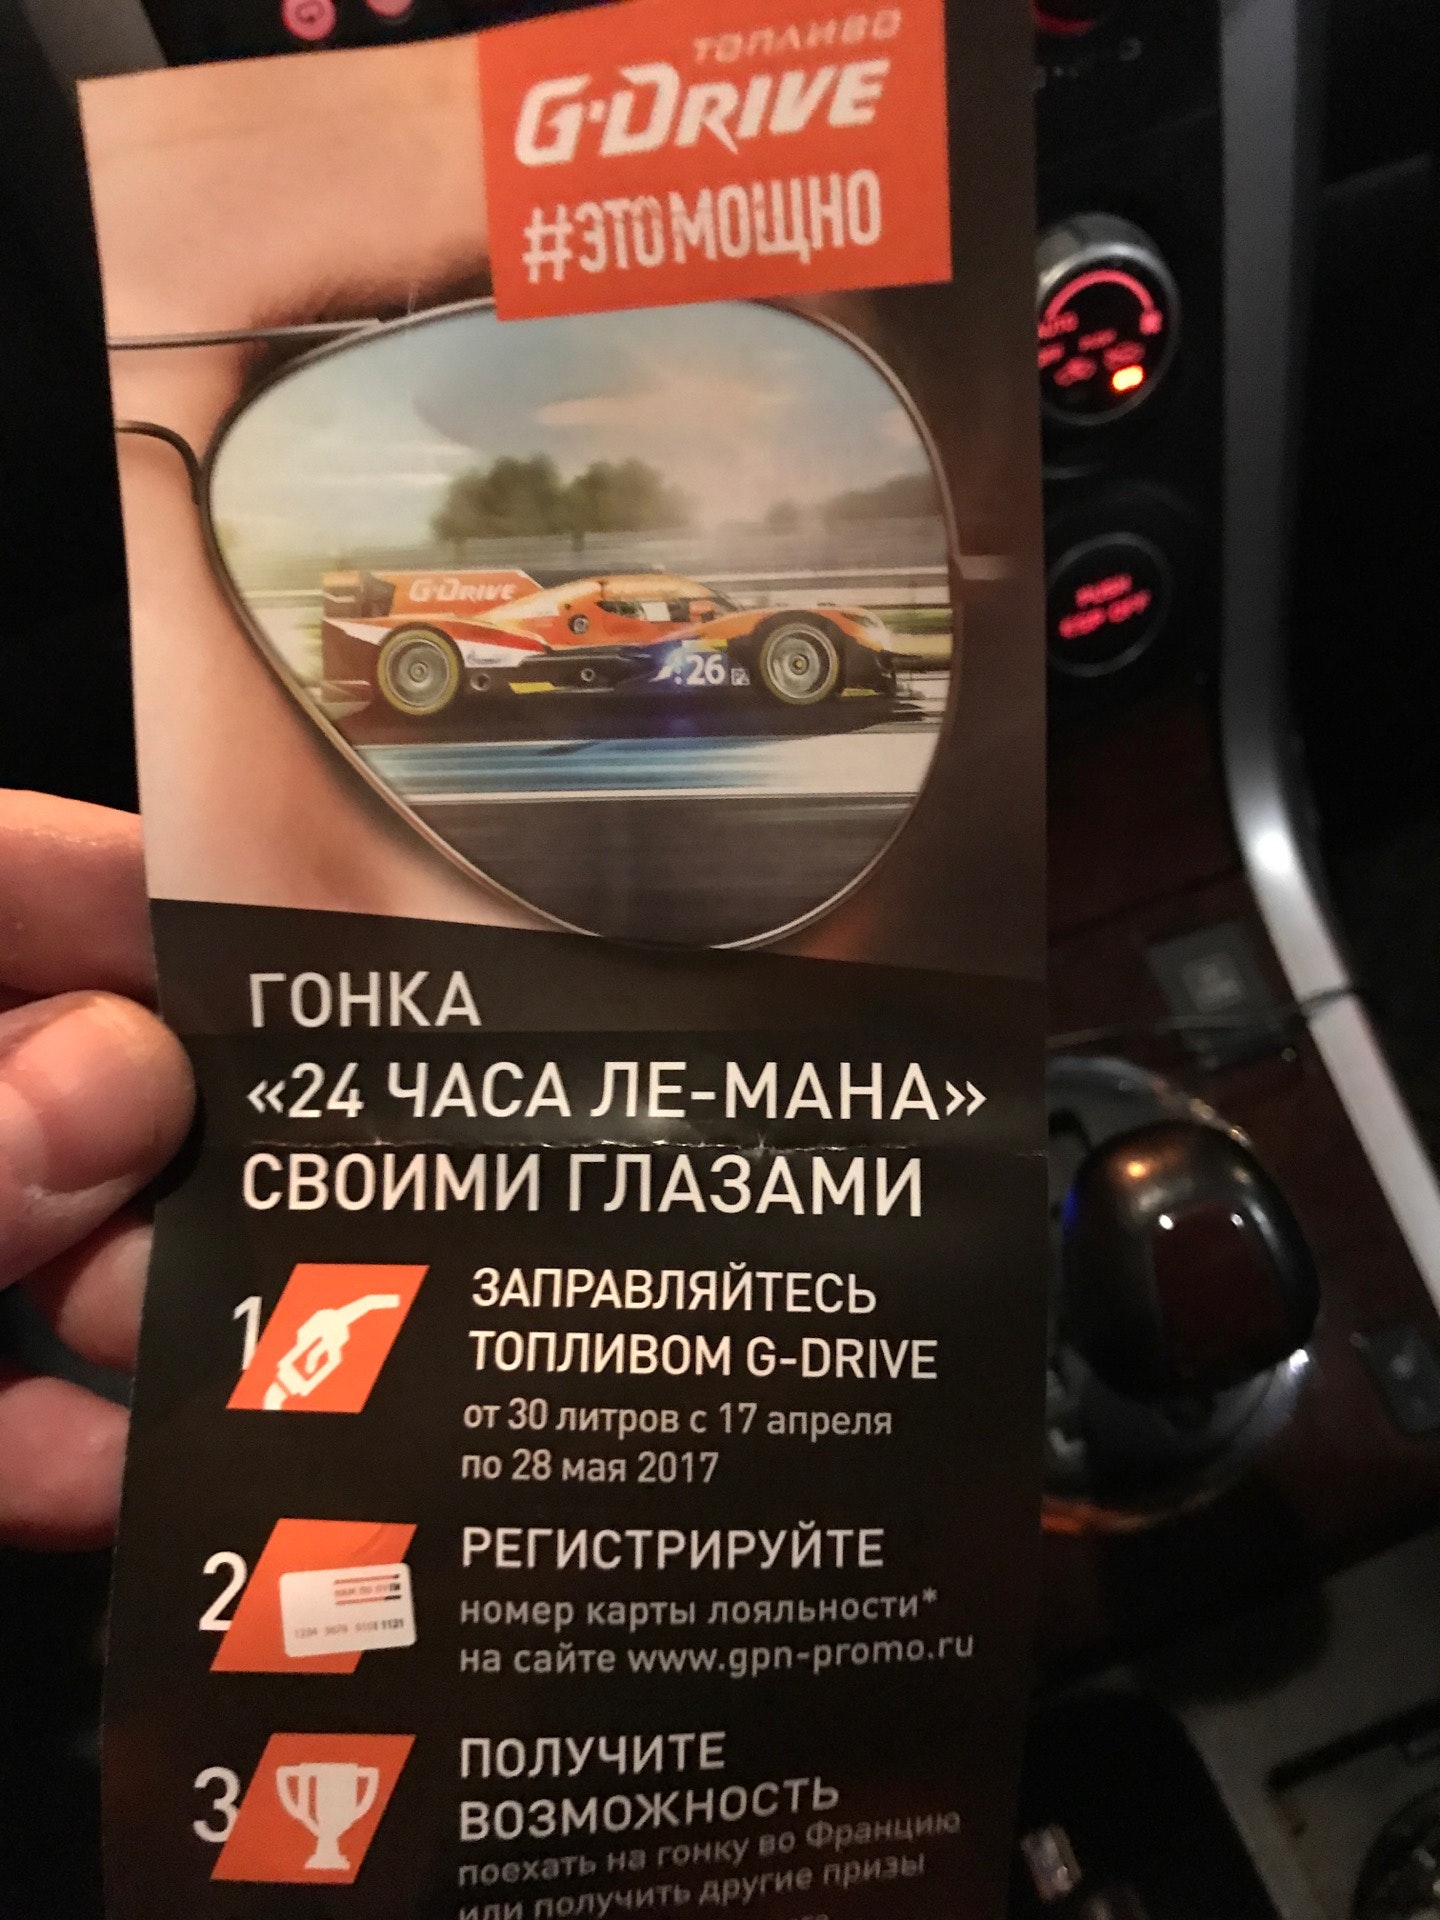 ТОПЛИВО
G-DRIVE
#ЭТОМОЩНО
G-DRIVE
26
ГОНКА
«24 ЧАСА ЛЕ-МАНА»
СВОИМИ ГЛАЗАМИ
1
ЗАПРАВЛЯЙТЕСЬ
ТОПЛИВОМ G-DRIVE
от 30 литров с 17 апреля
по 28 мая 2017
2
РЕГИСТРИРУЙТЕ
номер карты лояльности*
на сайте www.gpn-promo.ru
3
ПОЛУЧИТЕ
ВОЗМОЖНОСТЬ
поехать на гонку во Францию
или получить другие призы
AUTO
PUSH